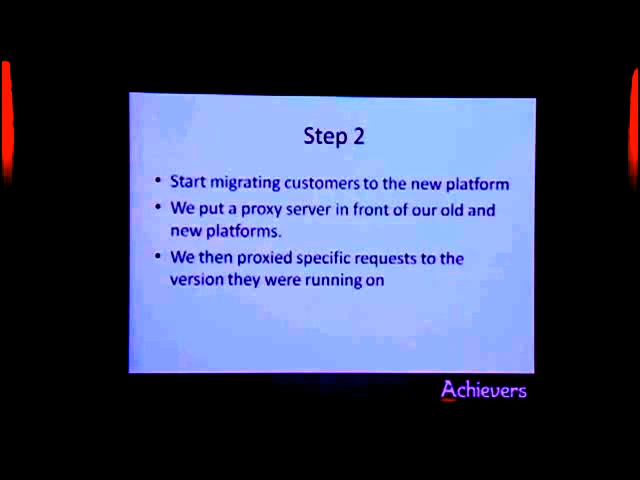 Step 2
• Start migrating customers to the new platform
• We put a proxy server in front of our old and
new platforms.
• We then proxied specific requests to the
version they were running on
Achievers